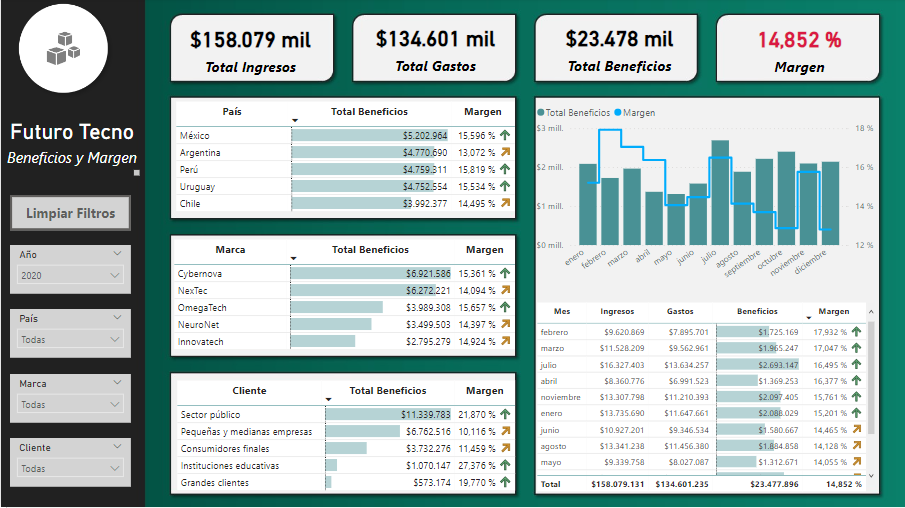 Futuro Tecno
Beneficios y Margen
Limpiar Filtros
Año
2020
País
Todas
Marca
Todas
Cliente
Todas
$158.079 mil
Total Ingresos
$134.601 mil
Total Gastos
$23.478 mil
Total Beneficios
14,852 %
Margen
País Total Beneficios Margen
México $5.202.964 15,596 %
Argentina $4.770.690 13,072 %
Perú $4.759.311 15,819 %
Uruguay $4.752.554 15,534 %
Chile $3.992.377 14,495 %
Marca Total Beneficios Margen
Cybernova $6.921.586 15,361 %
NexTec $6.272.221 14,094 %
OmegaTech $3.989.308 15,657 %
NeuroNet $3.499.503 14,397 %
Innovatech $2.795.279 14,924 %
Cliente Total Beneficios Margen
Sector público $11.339.783 21,870 %
Pequeñas y medianas empresas $6.762.516 10,116 %
Consumidores finales $3.732.276 11,459 %
Instituciones educativas $1.070.147 27,376 %
Grandes clientes $573.174 19,770 %
Total Beneficios Margen
$3 mill. 18 %
$2 mill. 16 %
$1 mill. 14 %
$0 mill. 12 %
enero febrero marzo abril mayo junio julio agosto septiembre octubre noviembre diciembre
Mes Ingresos Gastos Beneficios Margen
febrero $9.620.869 $7.895.701 $1.725.169 17,932 %
marzo $11.528.209 $9.562.961 $1.965.247 17,047 %
julio $16.327.403 $13.634.257 $2.693.147 16,495 %
abril $8.360.776 $6.991.523 $1.369.253 16,377 %
noviembre $13.307.798 $11.210.393 $2.097.405 15,761 %
enero $13.735.690 $11.647.661 $2.088.029 15,201 %
junio $10.927.201 $9.346.534 $1.580.667 14,465 %
agosto $13.341.238 $11.456.380 $1.884.858 14,128 %
mayo $9.339.758 $8.027.087 $1.312.671 14,055 %
Total $158.079.131 $134.601.235 $23.477.896 14,852 %